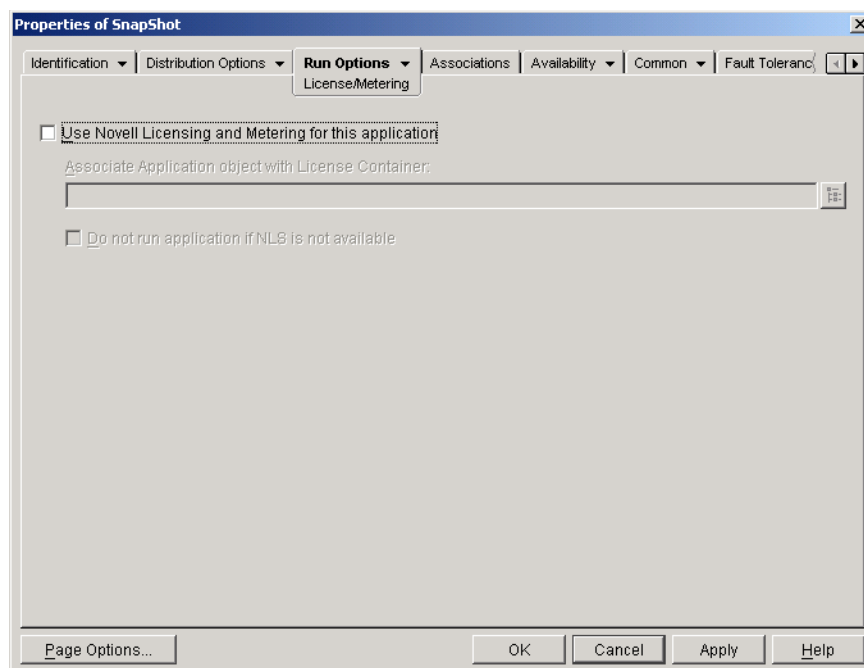 Properties of SnapShot
Identification
Distribution Options
Run Options
Associations
Availability
Common
Fault Toleranc
License/Metering
Use Novell Licensing and Metering for this application
Associate Application object with License Container:
Do not run application if NLS is not available
Page Options...
OK
Cancel
Apply
Help